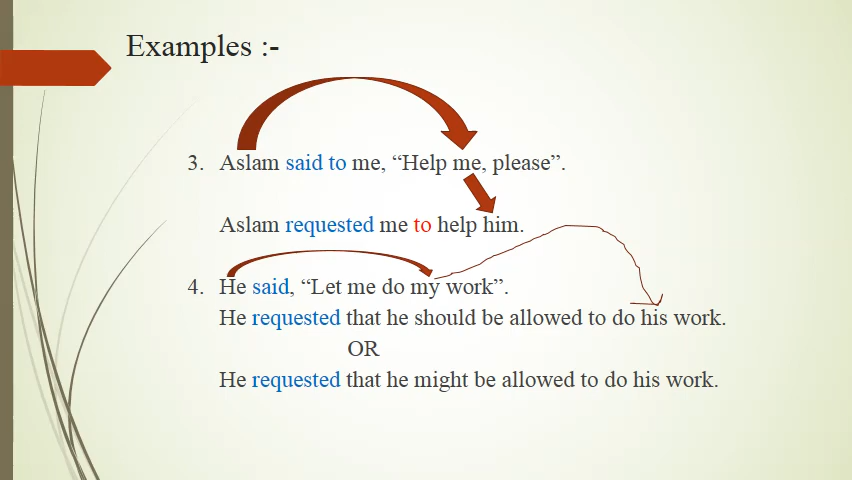 Examples :-
3. Aslam said to me, “Help me, please”.
Aslam requested me to help him.
4. He said, “Let me do my work”.
He requested that he should be allowed to do his work.
OR
He requested that he might be allowed to do his work.